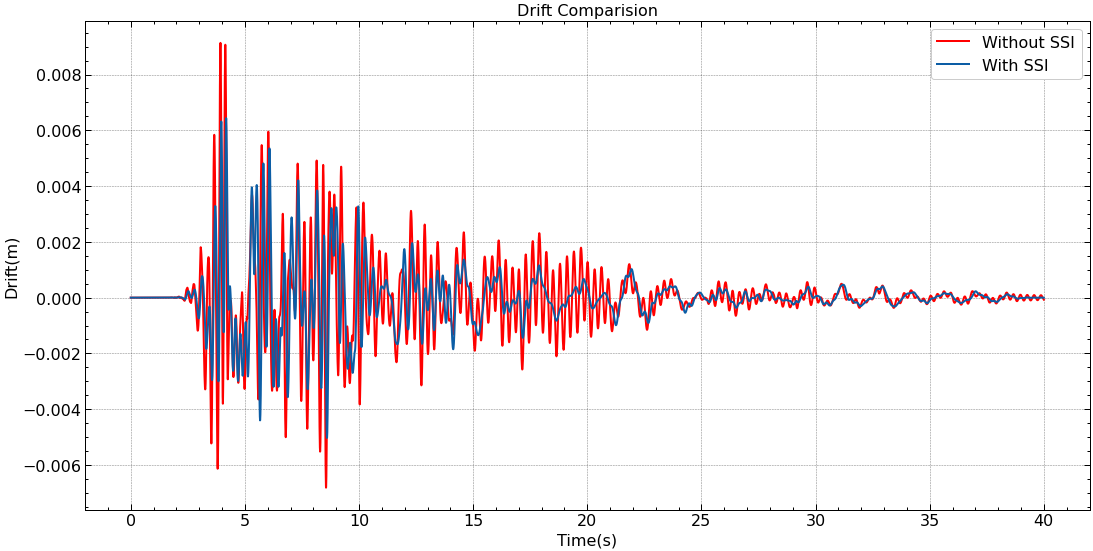 Drift Comparision
Without SSI
With SSI
Drift(m)
0.008
0.006
0.004
0.002
0.000
−0.002
−0.004
−0.006
0 5 10 15 20 25 30 35 40
Time(s)